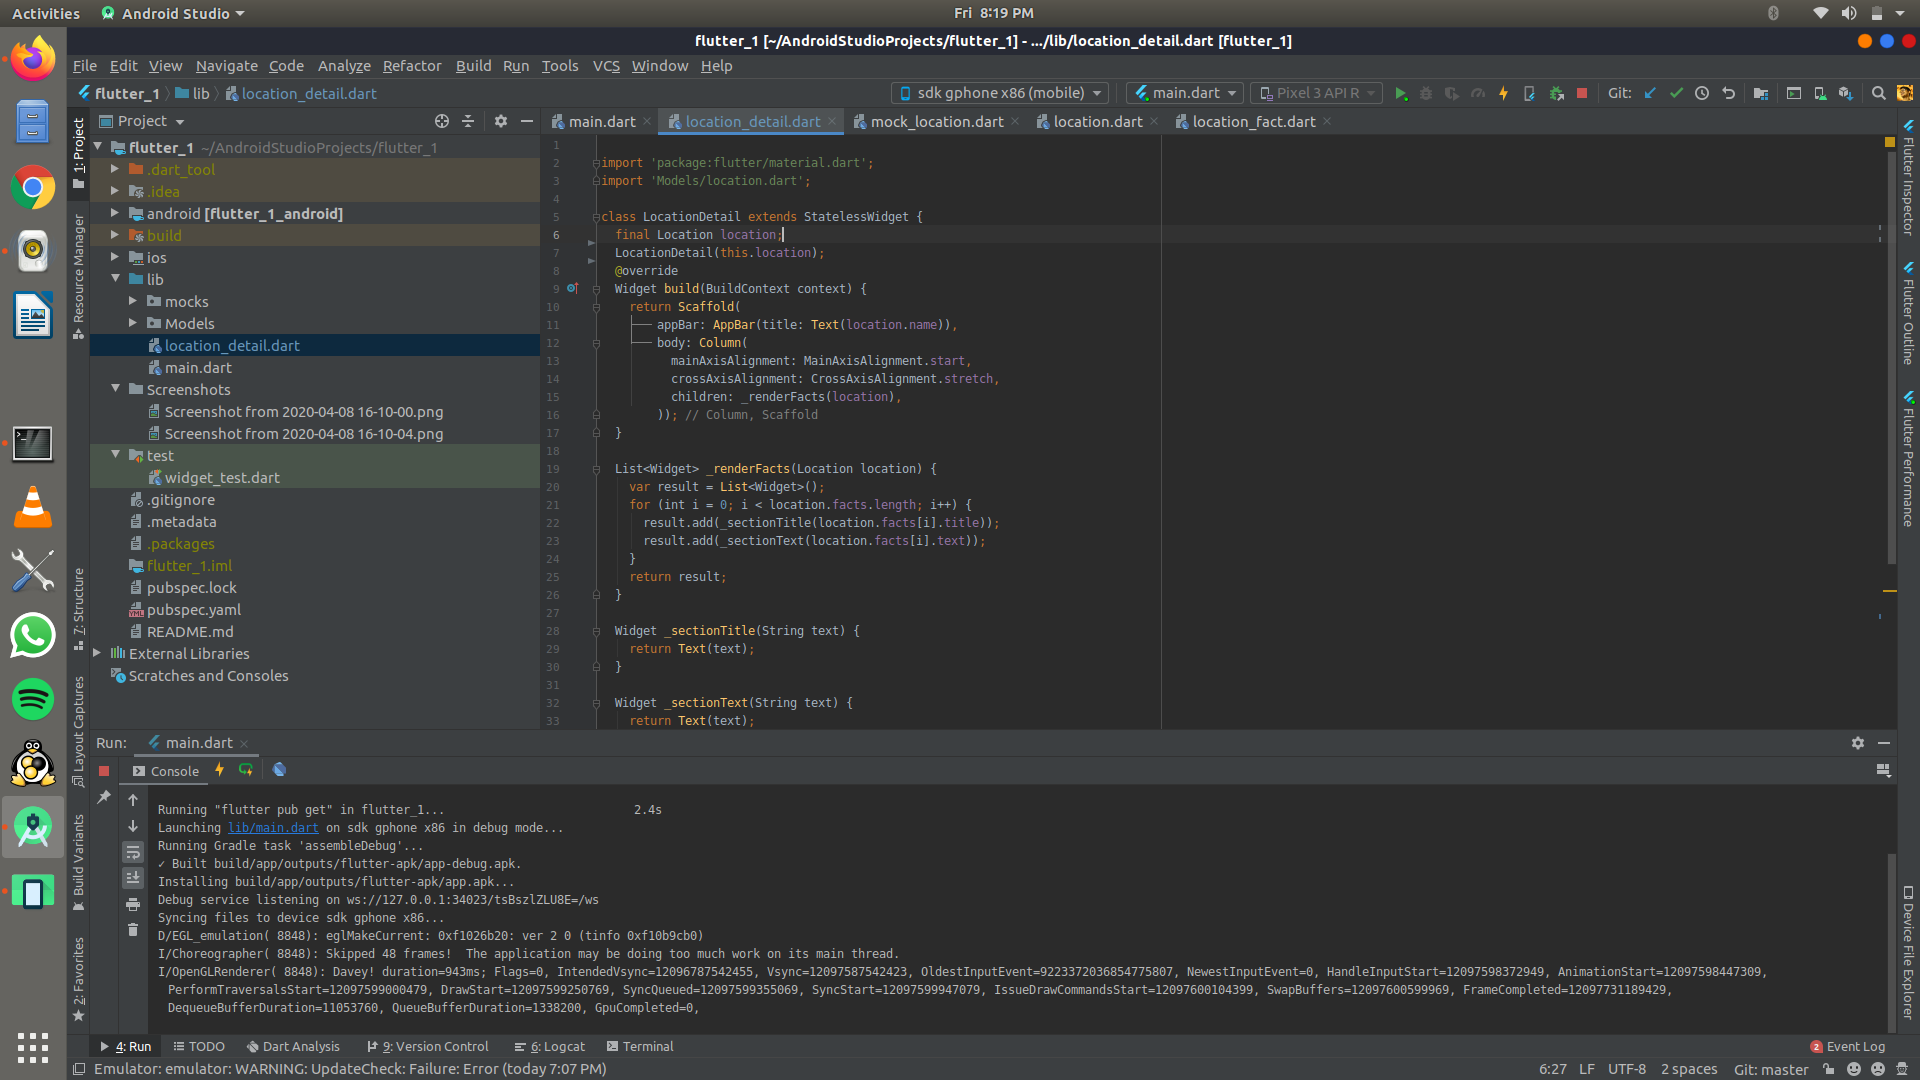 Activities Android Studio Fri 8:19 PM
flutter_1 [~/AndroidStudioProjects/flutter_1] - .../lib/location_detail.dart [flutter_1]
File Edit View Navigate Code Analyze Refactor Build Run Tools VCS Window Help
flutter_1 lib location_detail.dart sdk gphone x86 (mobile) main.dart Pixel 3 API R Git:
1: Project
Resource Manager
7: Structure
Layout Captures
Build Variants
2: Favorites
Project
flutter_1 ~/AndroidStudioProjects/flutter_1
.dart_tool
.idea
android [flutter_1_android]
build
ios
lib
mocks
Models
location_detail.dart
main.dart
Screenshots
Screenshot from 2020-04-08 16-10-00.png
Screenshot from 2020-04-08 16-10-04.png
test
widget_test.dart
.gitignore
.metadata
.packages
flutter_1.iml
pubspec.lock
pubspec.yaml
README.md
External Libraries
Scratches and Consoles
main.dart location_detail.dart mock_location.dart location.dart location_fact.dart
1
2 import 'package:flutter/material.dart';
3 import 'Models/location.dart';
4
5 class LocationDetail extends StatelessWidget {
6 final Location location;
7 LocationDetail(this.location);
8 @override
9 Widget build(BuildContext context) {
10 return Scaffold(
11 appBar: AppBar(title: Text(location.name)),
12 body: Column(
13 mainAxisAlignment: MainAxisAlignment.start,
14 crossAxisAlignment: CrossAxisAlignment.stretch,
15 children: _renderFacts(location),
16 )); // Column, Scaffold
17 }
18
19 List<Widget> _renderFacts(Location location) {
20 var result = List<Widget>();
21 for (int i = 0; i < location.facts.length; i++) {
22 result.add(_sectionTitle(location.facts[i].title));
23 result.add(_sectionText(location.facts[i].text));
24 }
25 return result;
26 }
27
28 Widget _sectionTitle(String text) {
29 return Text(text);
30 }
31
32 Widget _sectionText(String text) {
33 return Text(text);
Flutter Inspector
Flutter Outline
Flutter Performance
Device File Explorer
Run: main.dart
Console
Running "flutter pub get" in flutter_1... 2.4s
Launching lib/main.dart on sdk gphone x86 in debug mode...
Running Gradle task 'assembleDebug'...
✓ Built build/app/outputs/flutter-apk/app-debug.apk.
Installing build/app/outputs/flutter-apk/app.apk...
Debug service listening on ws://127.0.0.1:34023/tsBszlZLU8E=/ws
Syncing files to device sdk gphone x86...
D/EGL_emulation( 8848): eglMakeCurrent: 0xf1026b20: ver 2 0 (tinfo 0xf10b9cb0)
I/Choreographer( 8848): Skipped 48 frames! The application may be doing too much work on its main thread.
I/OpenGLRenderer( 8848): Davey! duration=943ms; Flags=0, IntendedVsync=12096787542455, Vsync=12097587542423, OldestInputEvent=9223372036854775807, NewestInputEvent=0, HandleInputStart=12097598372949, AnimationStart=12097598447309,
PerformTraversalsStart=12097599000479, DrawStart=12097599250769, SyncQueued=12097599355069, SyncStart=12097599947079, IssueDrawCommandsStart=12097600104399, SwapBuffers=12097600599969, FrameCompleted=12097731189429,
DequeueBufferDuration=11053760, QueueBufferDuration=1338200, GpuCompleted=0,
4: Run TODO Dart Analysis 9: Version Control 6: Logcat Terminal 2 Event Log
Emulator: emulator: WARNING: UpdateCheck: Failure: Error (today 7:07 PM) 6:27 LF UTF-8 2 spaces Git: master